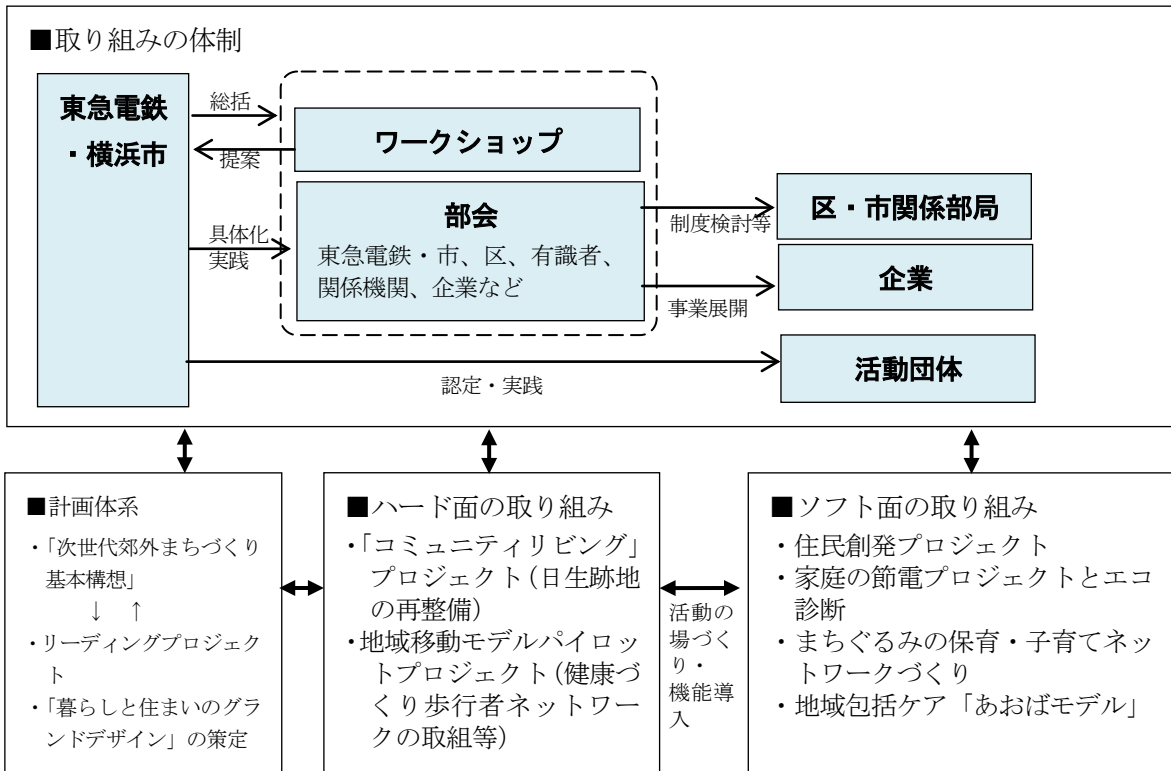 ■取り組みの体制
東急電鉄
・横浜市
総括
提案
ワークショップ
具体化
実践
部会
東急電鉄・市、区、有識者、
関係機関、企業など
制度検討等
区・市関係部局
事業展開
企業
認定・実践
活動団体
■計画体系
・「次世代郊外まちづくり
基本構想」
↓ ↑
・リーディングプロジェク
ト
・「暮らしと住まいのグラ
ンドデザイン」の策定
■ハード面の取り組み
・「コミュニティリビング」
プロジェクト(日生跡地
の再整備)
・地域移動モデルパイロッ
トプロジェクト(健康づ
くり歩行者ネットワー
クの取組等)
活動の
場づく
り・
機能導
入
■ソフト面の取り組み
・住民創発プロジェクト
・家庭の節電プロジェクトとエコ
診断
・まちぐるみの保育・子育てネッ
トワークづくり
・地域包括ケア「あおばモデル」